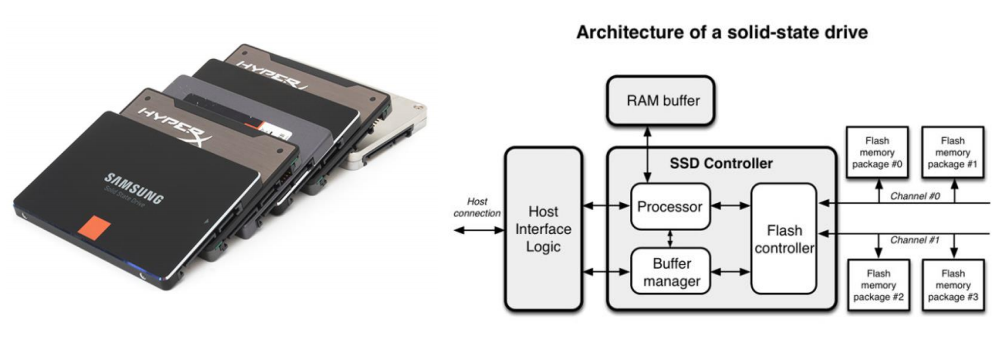 HYPERX
HYPERX
SAMSUNG
Solid State Drive
Architecture of a solid-state drive
RAM buffer
SSD Controller
Host
connection
Host
Interface
Logic
Processor
Buffer
manager
Flash
controller
Flash
memory
package #0
Flash
memory
package #1
Channel #0
Channel #1
Flash
memory
package #2
Flash
memory
package #3